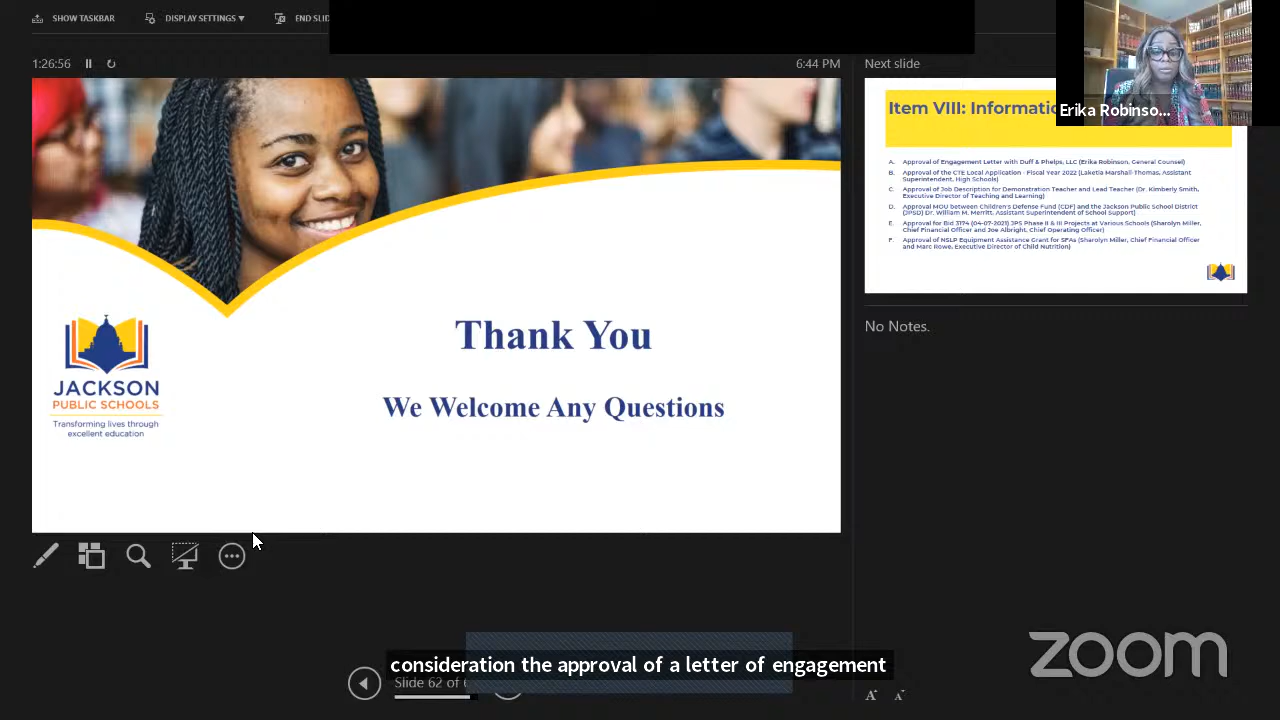 SHOW TASKBAR
DISPLAY SETTINGS ▼
END SLID
1:26:56
6:44 PM
Next slide
Erika Robinso...
JACKSON
PUBLIC SCHOOLS
Transforming lives through
excellent education
Thank You
We Welcome Any Questions
Item VIII: Informatio
A. Approval of Engagement Letter with Duff & Phelps, LLC (Erika Robinson, General Counsel)
B. Approval of the CTE Local Application - Fiscal Year 2022 (Laketia Marshall-Thomas, Assistant
Superintendent, High Schools)
C. Approval of Job Description for Demonstration Teacher and Lead Teacher (Dr. Kimberly Smith,
Executive Director of Teaching and Learning)
D. Approval MOU between Children's Defense Fund (CDF) and the Jackson Public School District
(JPSD) Dr. William M. Merritt, Assistant Superintendent of School Support)
E. Approval for Bid 3174 (04-07-2021) JPS Phase II & III Projects at Various Schools (Sharolyn Miller,
Chief Financial Officer and Joe Albright, Chief Operating Officer)
F. Approval of NSLP Equipment Assistance Grant for SFAs (Sharolyn Miller, Chief Financial Officer
and Marc Rowe, Executive Director of Child Nutrition)
No Notes.
consideration the approval of a letter of engagement
Slide 62 of
zoom
A A